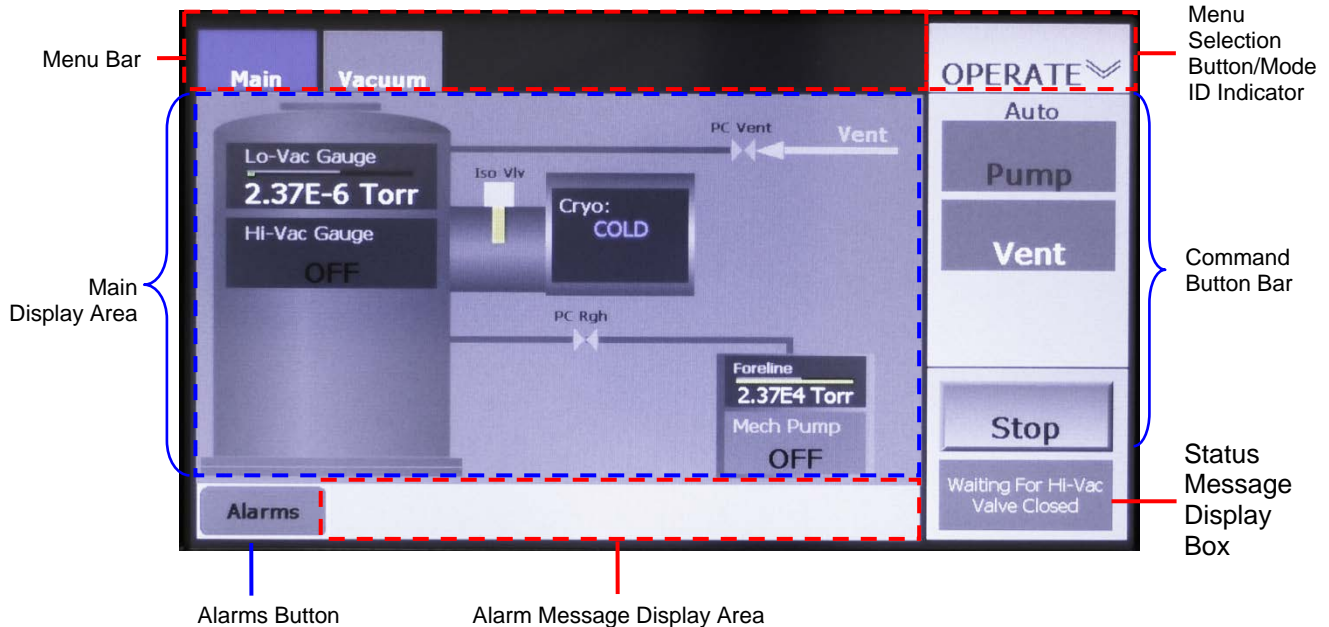 Menu Bar
Menu
Selection
Button/Mode
ID Indicator
Main
Vacuum
OPERATE
Auto
Pump
Vent
PC Vent
Vent
Lo-Vac Gauge
2.37E-6 Torr
Hi-Vac Gauge
OFF
Iso Vlv
Cryo:
COLD
Main
Display Area
Command
Button Bar
PC Rgh
Foreline
2.37E4 Torr
Mech Pump
OFF
Stop
Waiting For Hi-Vac
Valve Closed
Status
Message
Display
Box
Alarms
Alarms Button
Alarm Message Display Area